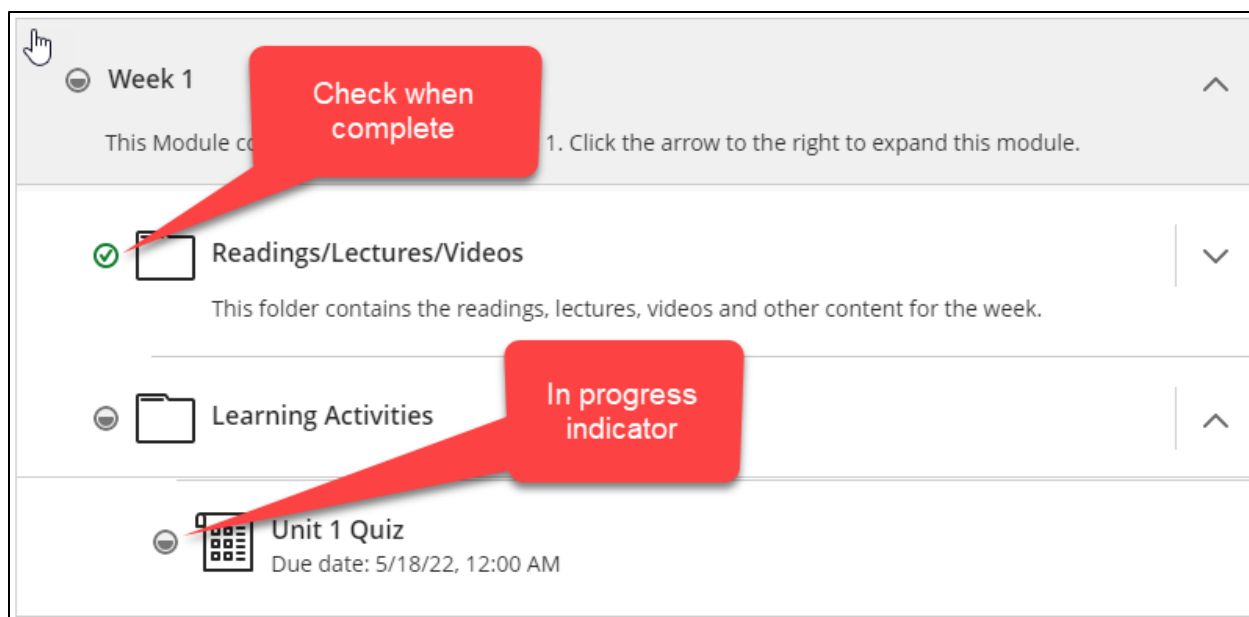 Week 1
Check when
complete
This Module co 1. Click the arrow to the right to expand this module.
Readings/Lectures/Videos
This folder contains the readings, lectures, videos and other content for the week.
In progress
indicator
Learning Activities
Unit 1 Quiz
Due date: 5/18/22, 12:00 AM